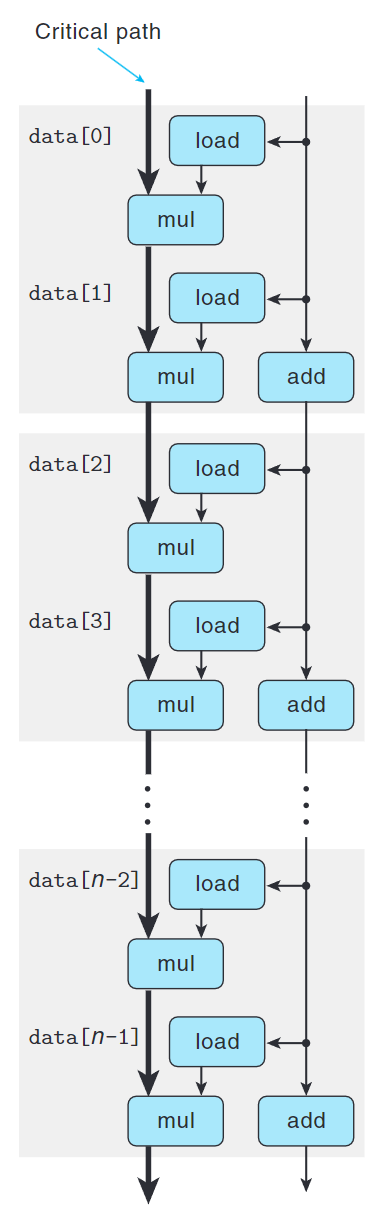 Critical path
data[0]
load
mul
data[1]
load
mul
add
data[2]
load
mul
data[3]
load
mul
add
data[n-2]
load
mul
data[n-1]
load
mul
add